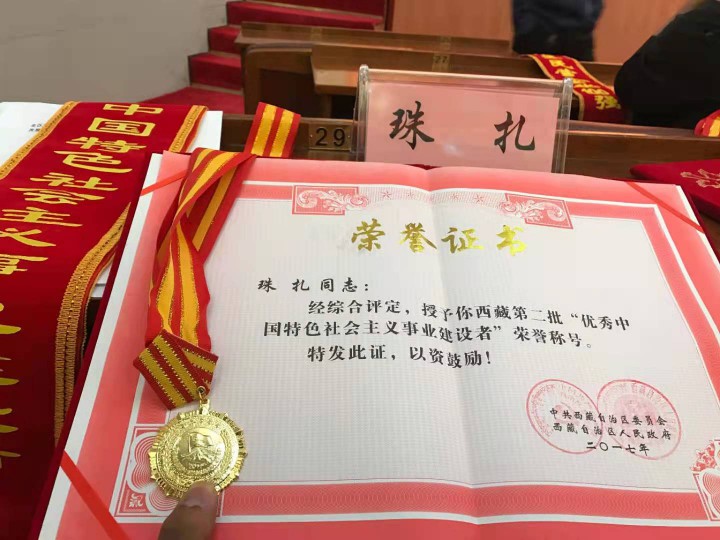 27
29
珠 扎
中国特色社会主义事业
荣誉证书
珠 扎 同志：
经综合评定，授予你西藏第二批“优秀中
国特色社会主义事业建设者”荣誉称号。
特发此证，以资鼓励！
中共西藏自治区委员会
西藏自治区人民政府
二〇一七年